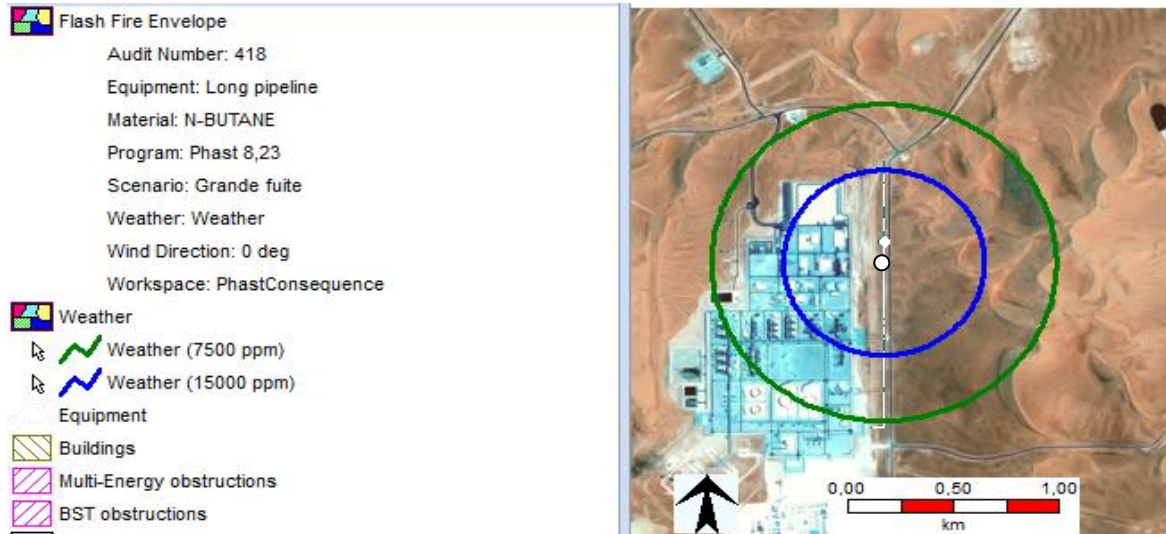 Flash Fire Envelope
Audit Number: 418
Equipment: Long pipeline
Material: N-BUTANE
Program: Phast 8,23
Scenario: Grande fuite
Weather: Weather
Wind Direction: 0 deg
Workspace: PhastConsequence
Weather
Weather (7500 ppm)
Weather (15000 ppm)
Equipment
Buildings
Multi-Energy obstructions
BST obstructions
0,00 0,50 1,00
km